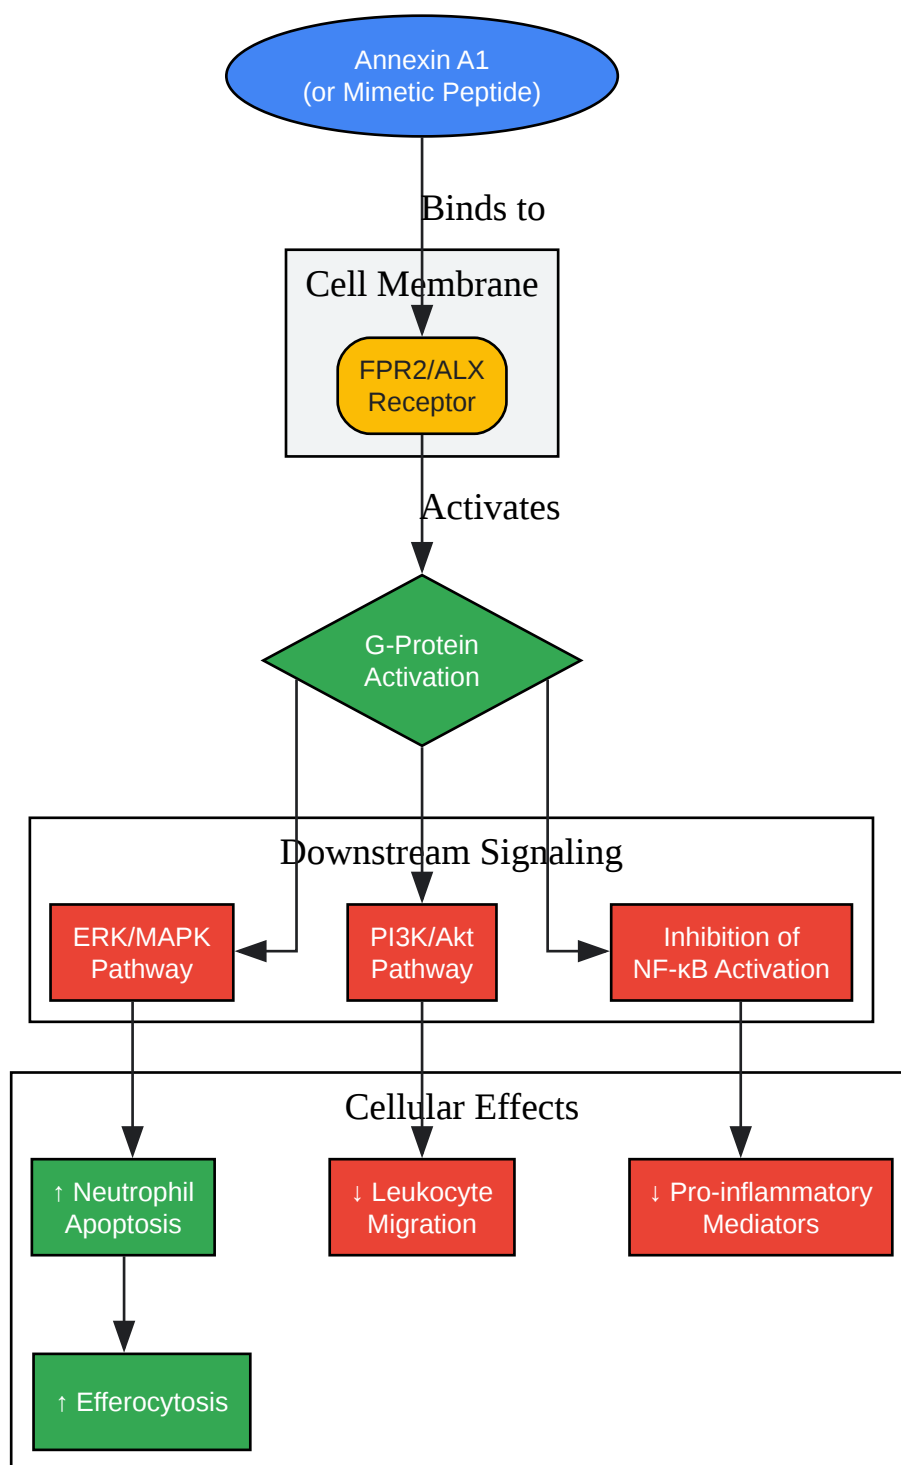 Annexin A1
(or Mimetic Peptide)
Binds to
Cell Membrane
FPR2/ALX
Receptor
Activates
G-Protein
Activation
Downstream Signaling
ERK/MAPK
Pathway
PI3K/Akt
Pathway
Inhibition of
NF-κB Activation
Cellular Effects
↑ Neutrophil
Apoptosis
↓ Leukocyte
Migration
↓ Pro-inflammatory
Mediators
↑ Efferocytosis